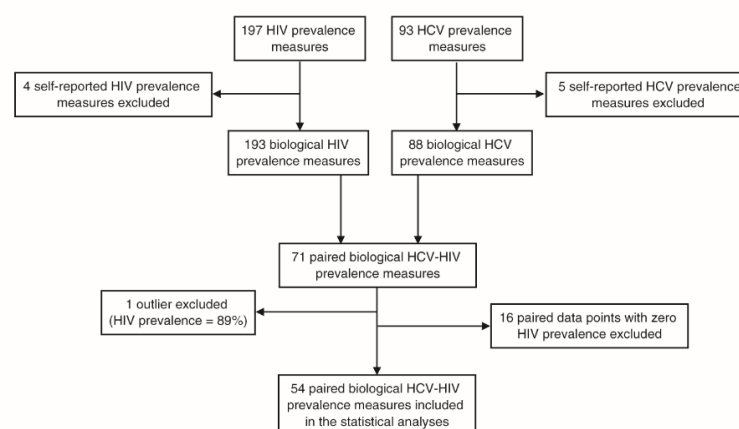 197 HIV prevalence
measures
93 HCV prevalence
measures
4 self-reported HIV prevalence
measures excluded
5 self-reported HCV prevalence
measures excluded
193 biological HIV
prevalence measures
88 biological HCV
prevalence measures
71 paired biological HCV-HIV
prevalence measures
1 outlier excluded
(HIV prevalence = 89%)
16 paired data points with zero
HIV prevalence excluded
54 paired biological HCV-HIV
prevalence measures included
in the statistical analyses